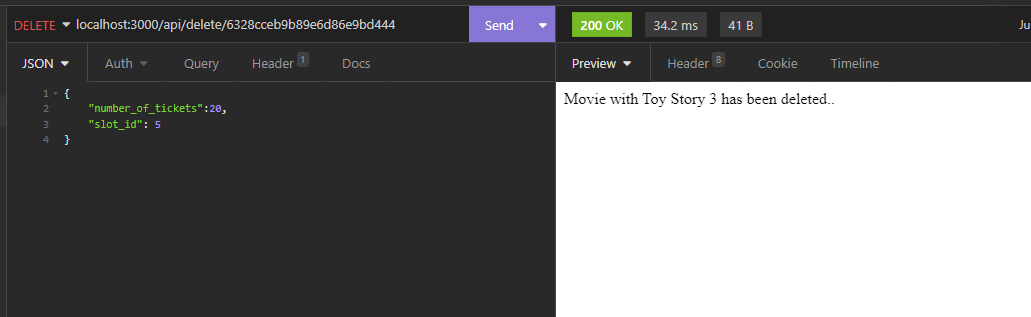 DELETE localhost:3000/api/delete/6328cceb9b89e6d86e9bd444 Send 200 OK 34.2 ms 41 B Ju
JSON Auth Query Header 1 Docs Preview Header 8 Cookie Timeline
1 {
2 "number_of_tickets":20,
3 "slot_id": 5
4 }
Movie with Toy Story 3 has been deleted..